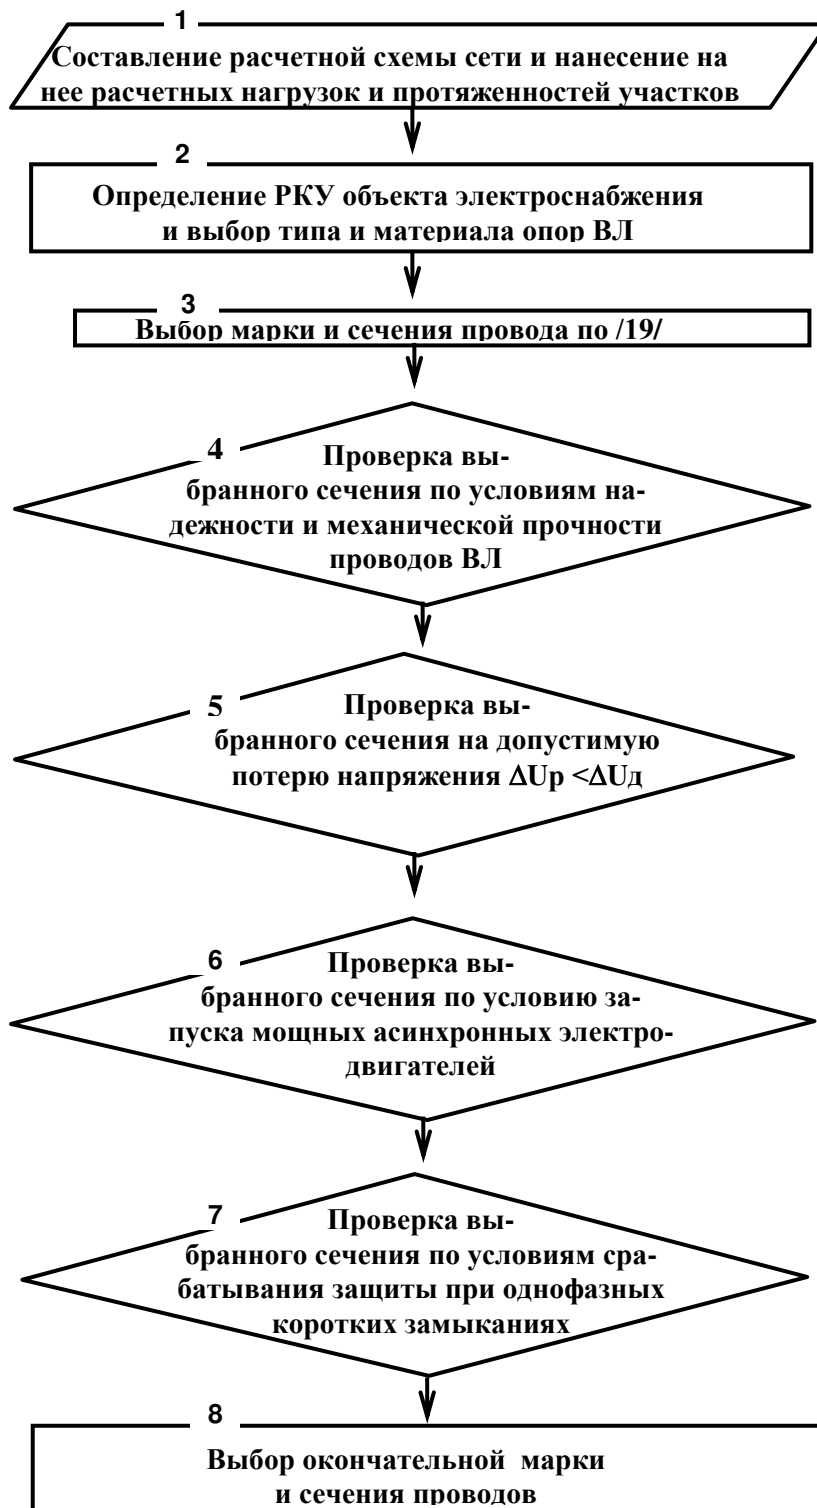 1
Составление расчетной схемы сети и нанесение на
нее расчетных нагрузок и протяженностей участков
2
Определение РКУ объекта электроснабжения
и выбор типа и материала опор ВЛ
3
Выбор марки и сечения провода по /19/
4
Проверка вы-
бранного сечения по условиям на-
дежности и механической прочности
проводов ВЛ
5
Проверка вы-
бранного сечения на допустимую
потерю напряжения ΔUр <ΔUд
6
Проверка вы-
бранного сечения по условию за-
пуска мощных асинхронных электро-
двигателей
7
Проверка вы-
бранного сечения по условиям сра-
батывания защиты при однофазных
коротких замыканиях
8
Выбор окончательной марки
и сечения проводов